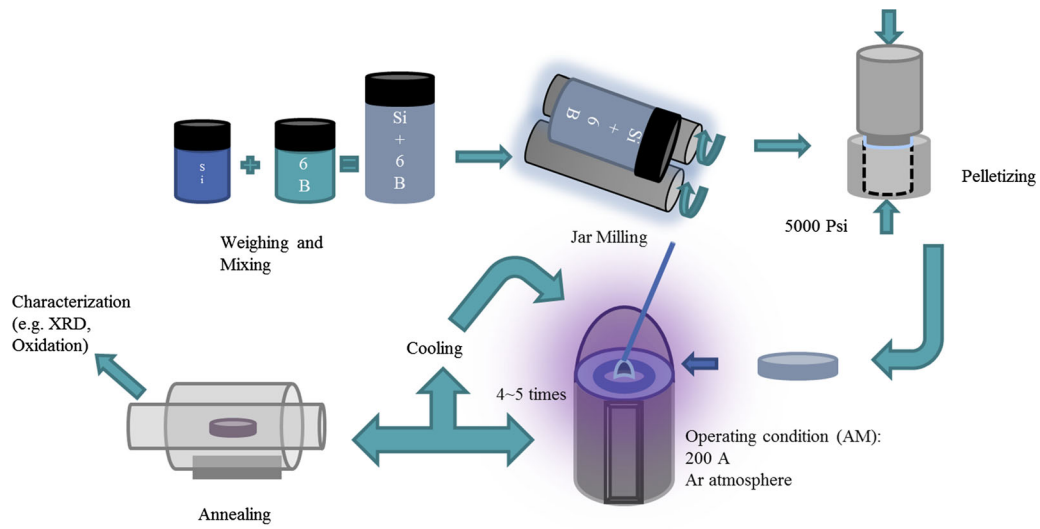 S
i
6
B
Si
+
6
B
Si + 6 B
Weighing and
Mixing
Jar Milling
5000 Psi
Pelletizing
Characterization
(e.g. XRD,
Oxidation)
Cooling
4~5 times
Operating condition (AM):
200 A
Ar atmosphere
Annealing